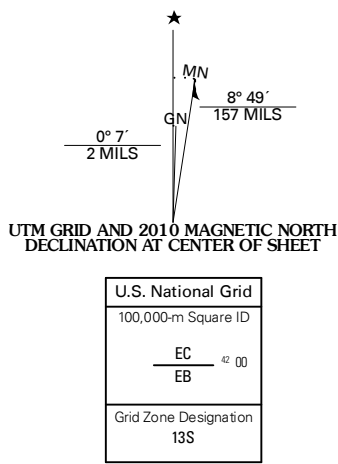 ★
MN
GN
8° 49´
157 MILS
0° 7´
2 MILS
UTM GRID AND 2010 MAGNETIC NORTH
DECLINATION AT CENTER OF SHEET
U.S. National Grid
100,000-m Square ID
EC
42 00
EB
Grid Zone Designation
13S